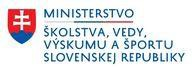 MINISTERSTVO
ŠKOLSTVA, VEDY,
VÝSKUMU A ŠPORTU
SLOVENSKEJ REPUBLIKY